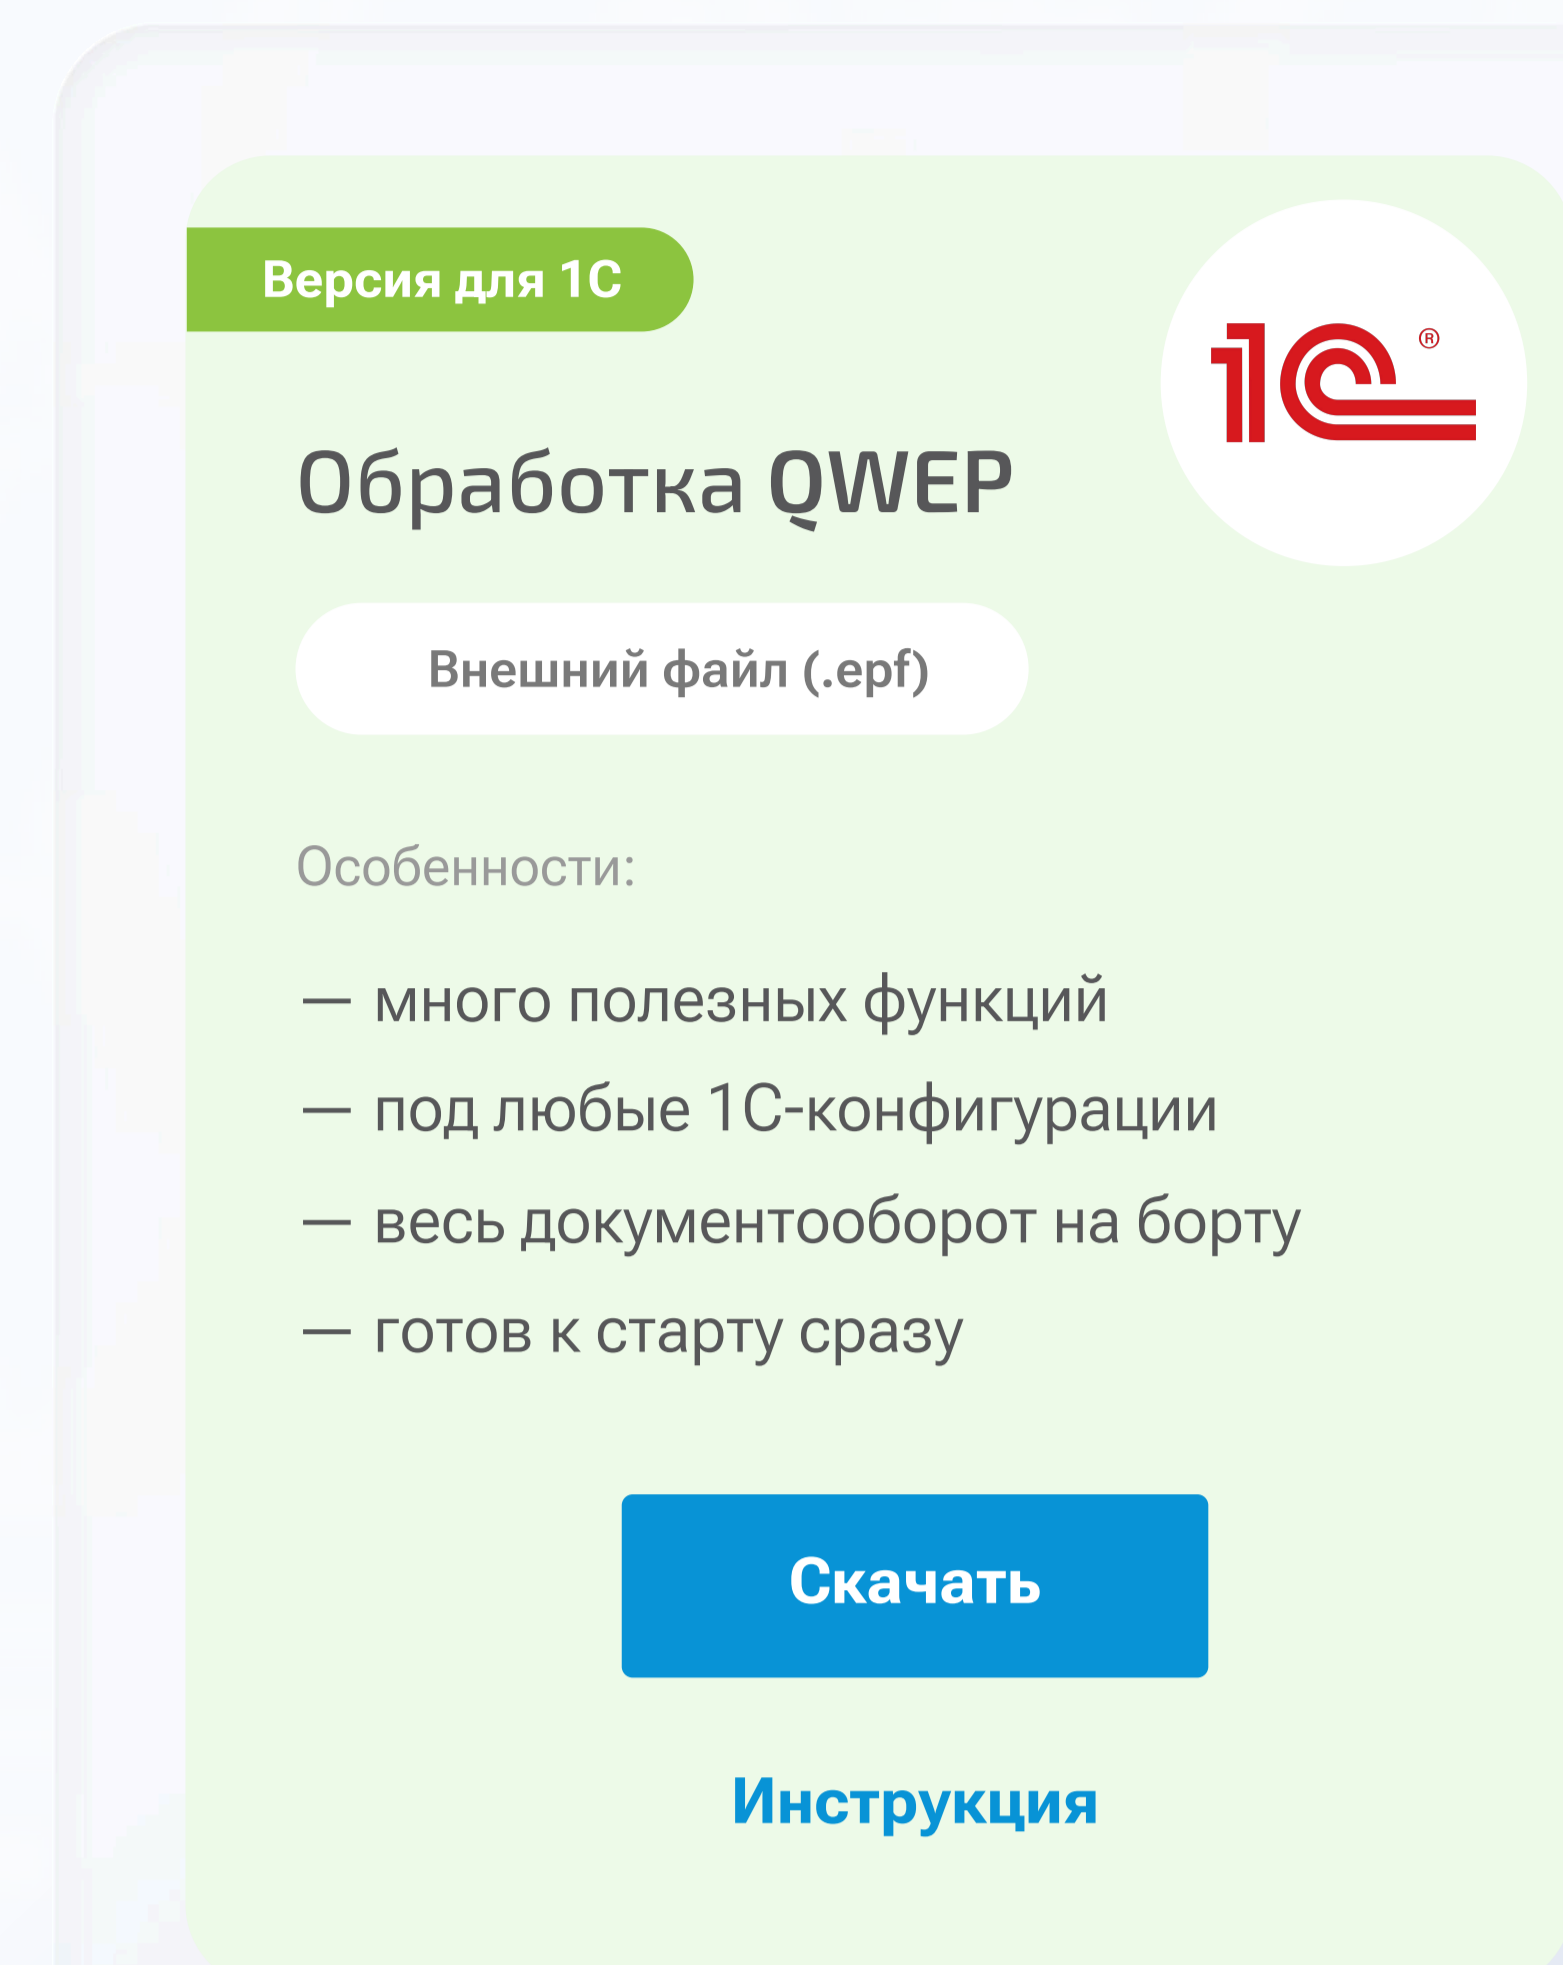 Версия для 1С
1С®
Обработка QWEP
Внешний файл (.epf)
Особенности:
— много полезных функций
— под любые 1С-конфигурации
— весь документооборот на борту
— готов к старту сразу
Скачать
Инструкция